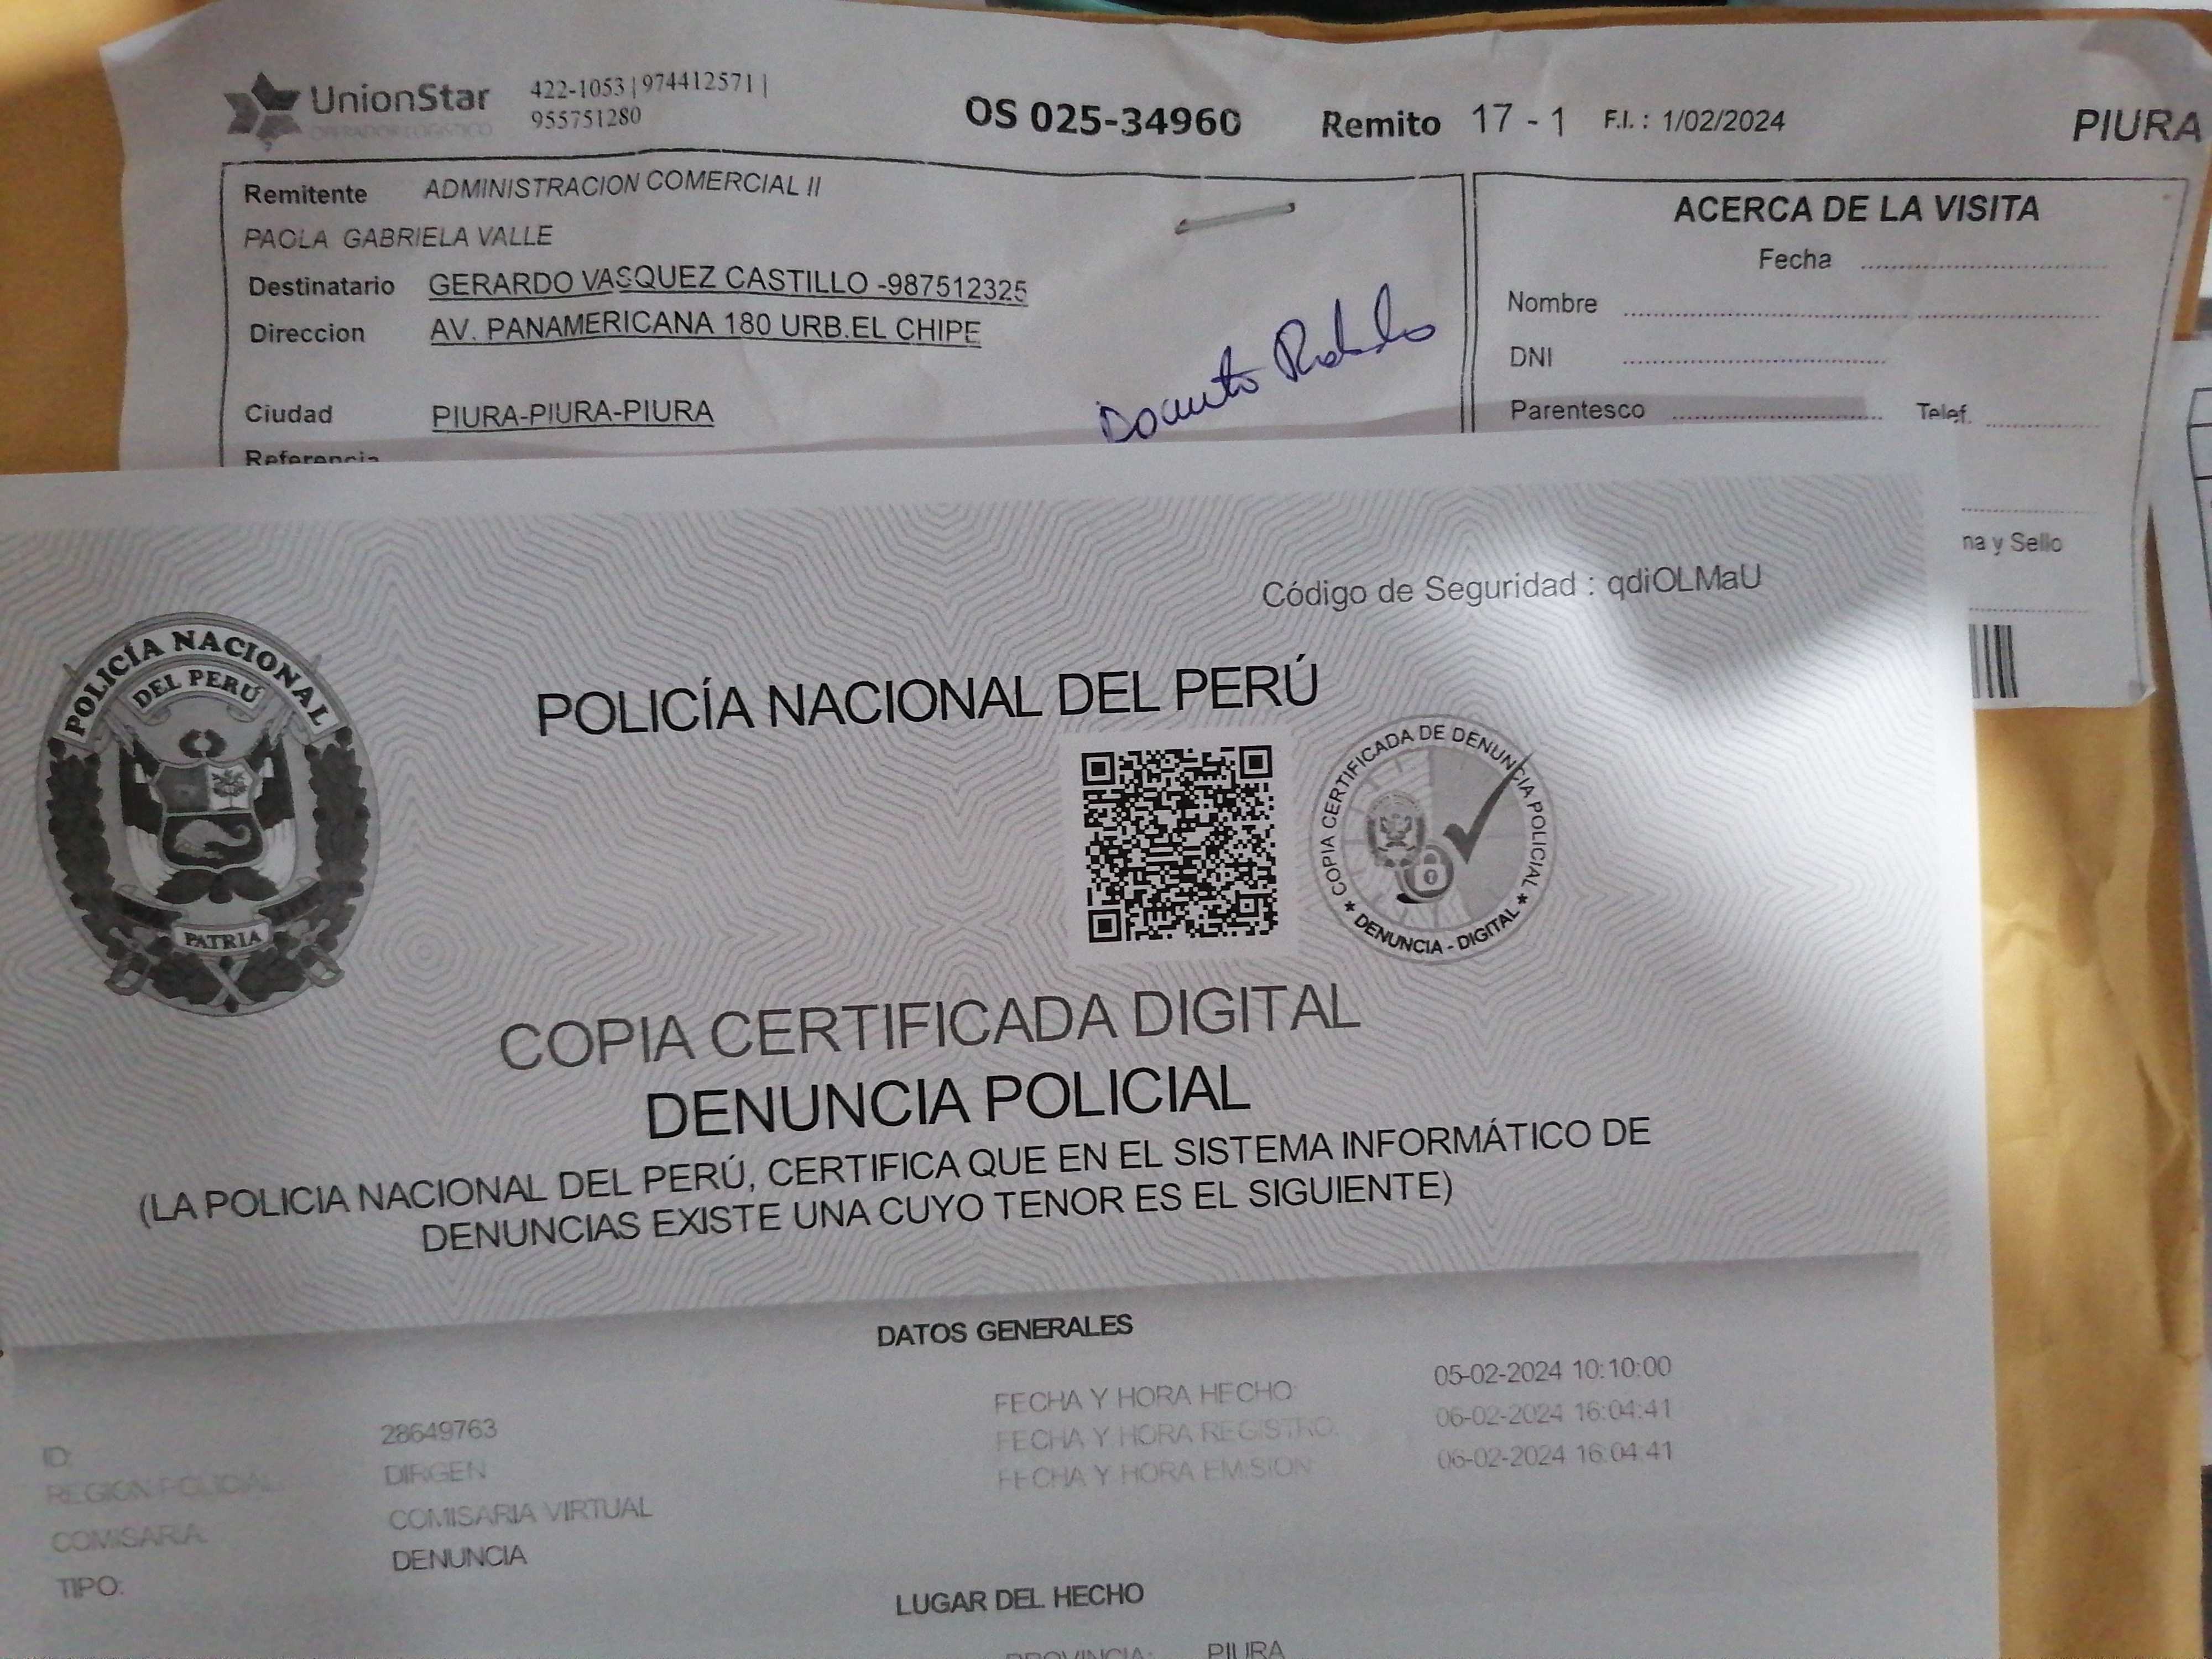 UnionStar
OPERADOR LOGISTICO
422-1053 | 974412571 |
955751280
OS 025-34960
Remito 17 - 1
F.I. : 1/02/2024
PIURA
Remitente ADMINISTRACION COMERCIAL II
PAOLA GABRIELA VALLE
Destinatario GERARDO VASQUEZ CASTILLO -987512325
Direccion AV. PANAMERICANA 180 URB.EL CHIPE
Ciudad PIURA-PIURA-PIURA
Referencia
ACERCA DE LA VISITA
Fecha
Nombre
DNI
Parentesco
Telef.
na y Sello
Código de Seguridad : qdiOLMaU
POLICÍA NACIONAL
DEL PERÚ
PATRIA
POLICÍA NACIONAL DEL PERÚ
COPIA CERTIFICADA DE DENUNCIA POLICIAL
DENUNCIA - DIGITAL
COPIA CERTIFICADA DIGITAL
DENUNCIA POLICIAL
(LA POLICIA NACIONAL DEL PERÚ, CERTIFICA QUE EN EL SISTEMA INFORMÁTICO DE
DENUNCIAS EXISTE UNA CUYO TENOR ES EL SIGUIENTE)
DATOS GENERALES
ID: 28649763
REGION POLICIAL: DIRGEN
COMISARIA: COMISARIA VIRTUAL
TIPO: DENUNCIA
FECHA Y HORA HECHO: 05-02-2024 10:10:00
FECHA Y HORA REGISTRO: 06-02-2024 16:04:41
FECHA Y HORA EMISION: 06-02-2024 16:04:41
LUGAR DEL HECHO
PROVINCIA: PIURA